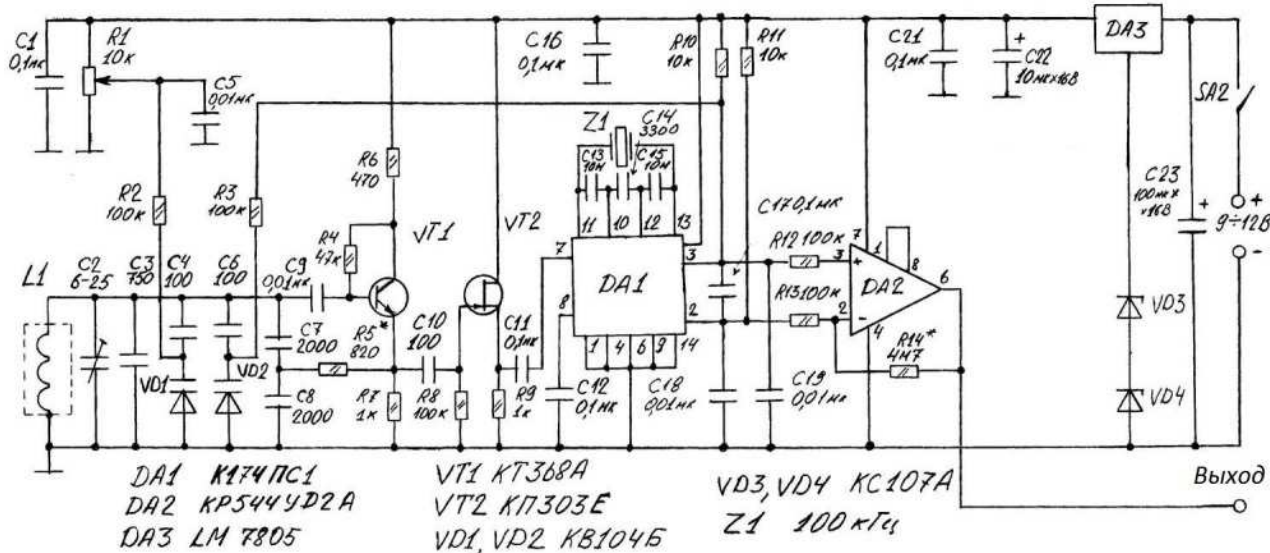 C1
0,1мк
R1
10к
C5
0,01мк
R2
100к
R3
100к
R6
470
C16
0,1мк
R10
10к
R11
10к
C21
0,1мк
C22
10мк×16В
+
DA3
SA2
C23
100мк×
×16В
+
+
9÷12В
-
Z1
C14
3300
C13
10н
C15
10н
11
10
12
13
VT1
VT2
R4
47к
L1
C2
6-25
C3
750
C4
100
C6
100
C9
0,01мк
7
8
DA1
3
2
1
4
6
9
14
C17 0,1мк
R12 100к
R13 100к
3
+
2
-
7
1
8
6
4
DA2
R14*
4М7
VD3
VD4
C7
2000
R5*
820
C10
100
C11
0,1мк
VD1
VD2
C8
2000
R7
1к
R8
100к
R9
1к
C12
0,1мк
C18
0,01мк
C19
0,01мк
DA1 К174ПС1
DA2 КР544УД2А
DA3 LM 7805
VT1 КТ368А
VT2 КП303Е
VD1, VD2 КВ104Б
VD3, VD4 КС107А
Z1 100 кГц
Выход